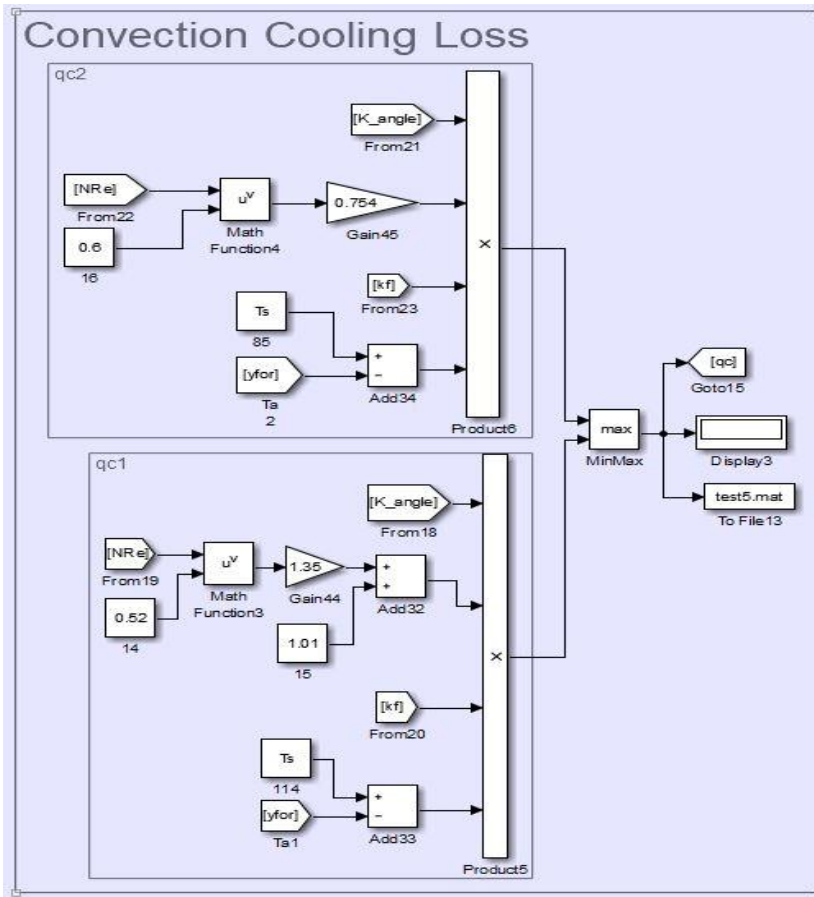 Convection Cooling Loss
qc2
[K_angle]
From21
[NRe]
From22
u^v
Math
Function4
0.754
Gain45
0.6
16
[kf]
From23
Ts
85
[yfor]
Ta
2
+
−
Add34
X
Product6
max
MinMax
[qc]
Goto15
Display3
test5.mat
To File13
qc1
[K_angle]
From18
[NRe]
From19
u^v
Math
Function3
1.35
Gain44
+
+
Add32
0.52
14
1.01
15
X
[kf]
From20
Ts
114
[yfor]
Ta1
+
−
Add33
Product5